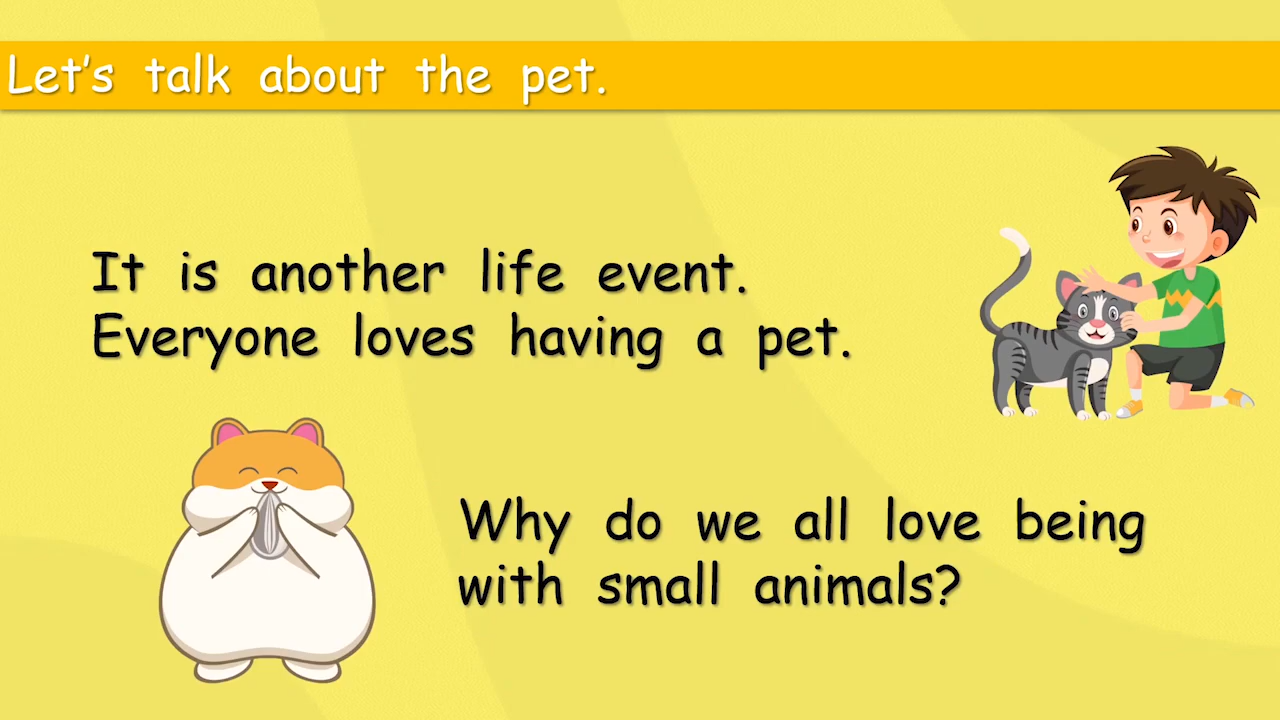 Let's talk about the pet.
It is another life event.
Everyone loves having a pet.
Why do we all love being
with small animals?